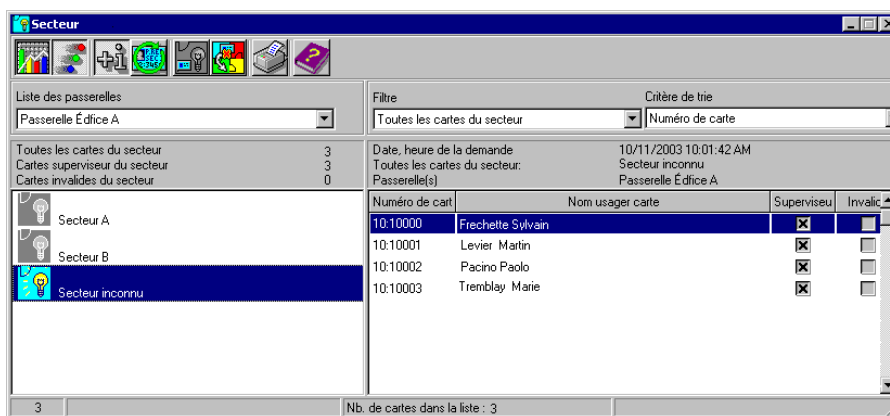 Secteur
Liste des passerelles
Passerelle Édfice A
Filtre
Critère de trie
Toutes les cartes du secteur
Numéro de carte
Toutes les cartes du secteur 3
Cartes superviseur du secteur 3
Cartes invalides du secteur 0
Date, heure de la demande 10/11/2003 10:01:42 AM
Toutes les cartes du secteur: Secteur inconnu
Passerelle(s) Passerelle Édfice A
Secteur A
Secteur B
Secteur inconnu
Numéro de cart Nom usager carte Superviseu Invalic
10:10000 Frechette Sylvain
10:10001 Levier Martin
10:10002 Pacino Paolo
10:10003 Tremblay Marie
3 Nb. de cartes dans la liste : 3